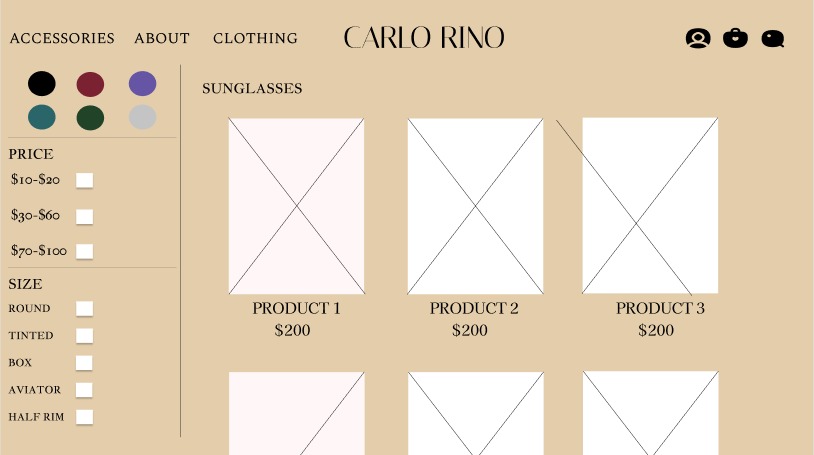 ACCESSORIES ABOUT CLOTHING CARLO RINO
SUNGLASSES
PRICE
$10-$20
$30-$60
$70-$100
SIZE
ROUND
TINTED
BOX
AVIATOR
HALF RIM
PRODUCT 1
$200
PRODUCT 2
$200
PRODUCT 3
$200